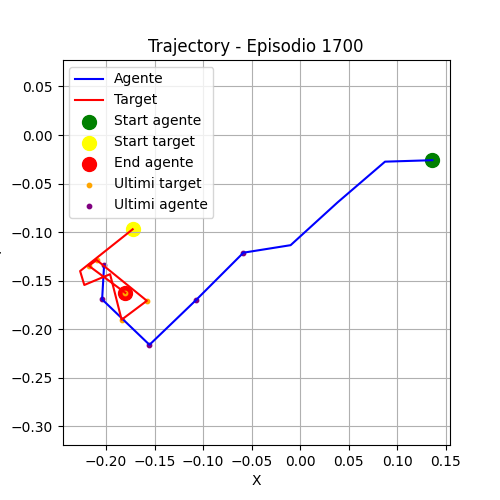 Trajectory - Episodio 1700
Agente
Target
Start agente
Start target
End agente
Ultimi target
Ultimi agente
0.05
0.00
−0.05
−0.10
−0.15
−0.20
−0.25
−0.30
−0.20 −0.15 −0.10 −0.05 0.00 0.05 0.10 0.15
X